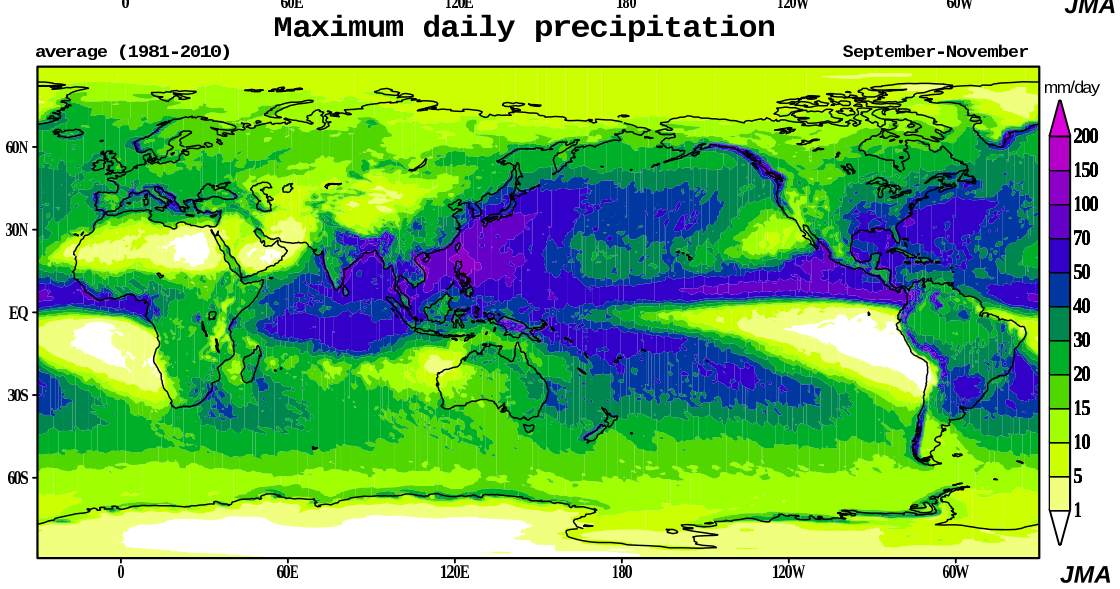 0 60E 120E 180 120W 60W JMA
Maximum daily precipitation
average (1981-2010) September-November
mm/day
200
150
100
70
50
40
30
20
15
10
5
1
60N
30N
EQ
30S
60S
0 60E 120E 180 120W 60W
JMA